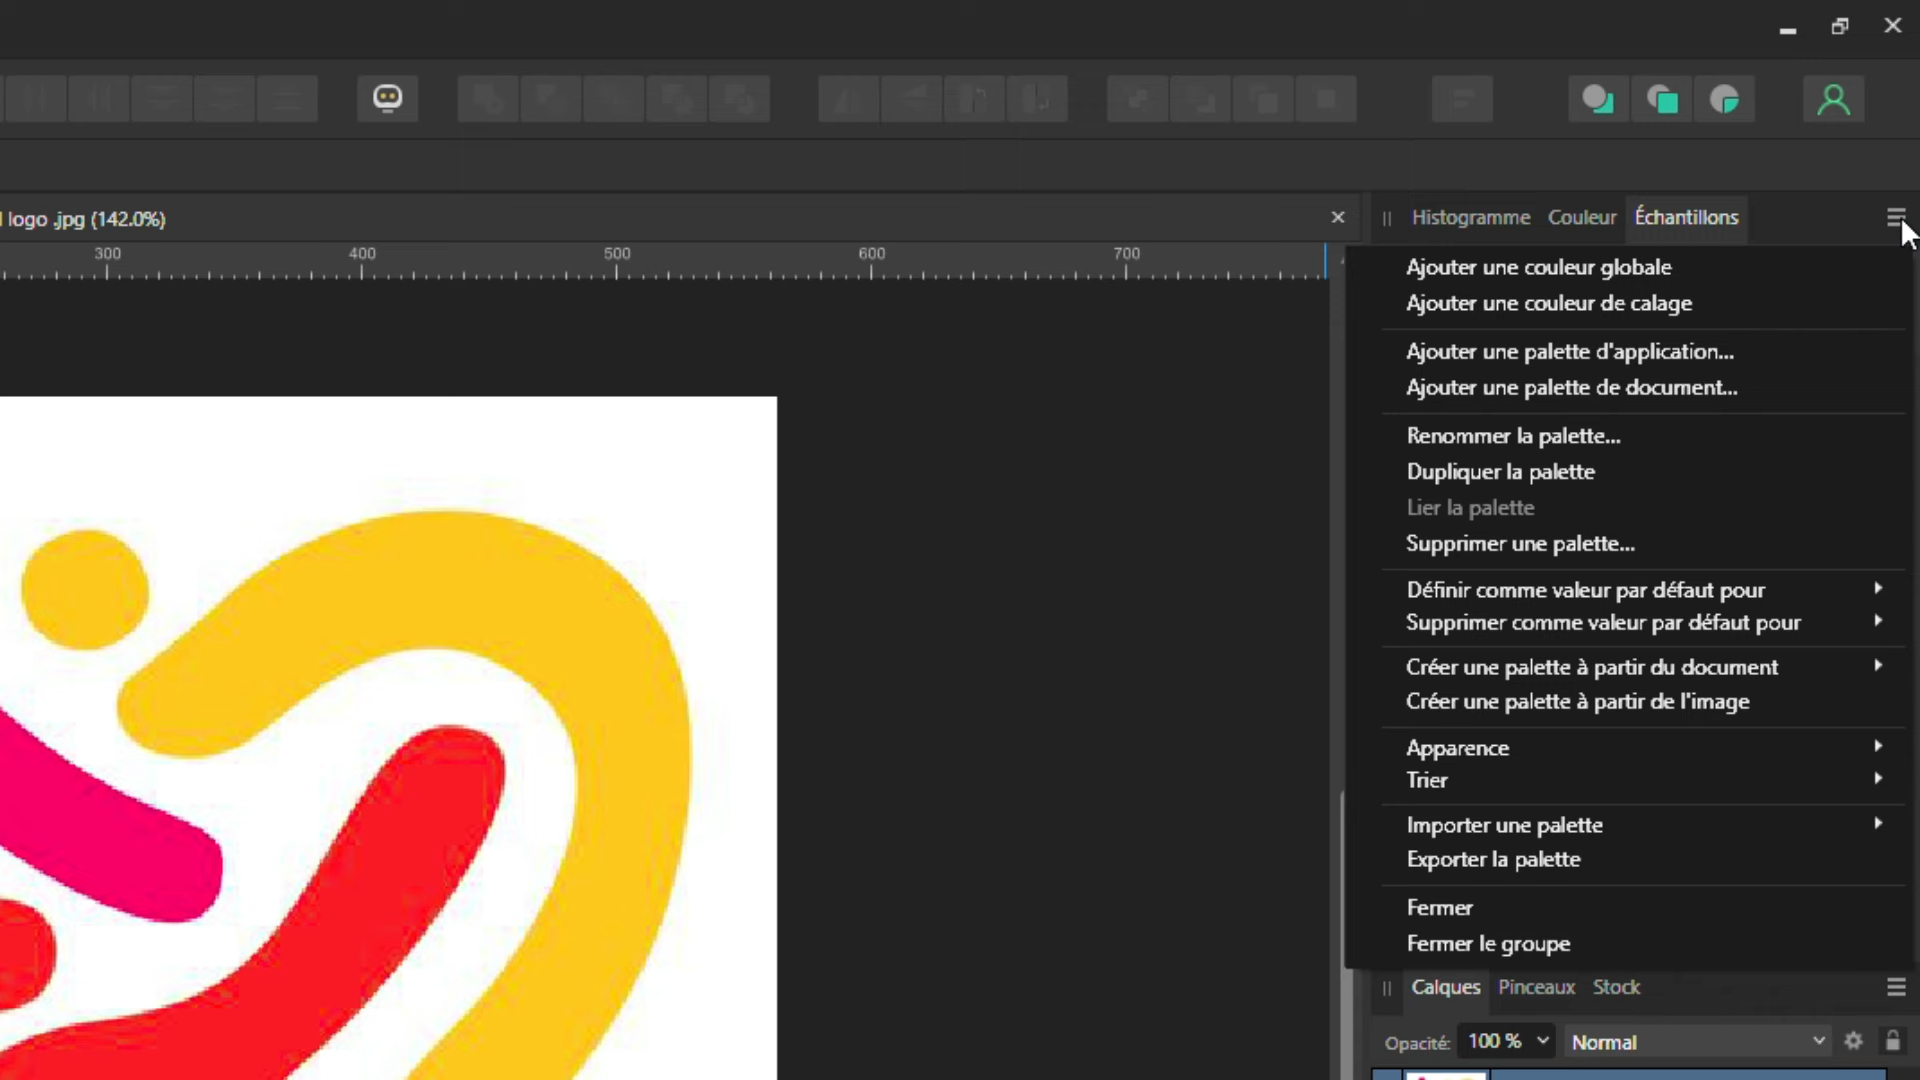 logo .jpg (142.0%)
Histogramme Couleur Échantillons
300 400 500 600 700
Ajouter une couleur globale
Ajouter une couleur de calage
Ajouter une palette d'application...
Ajouter une palette de document...
Renommer la palette...
Dupliquer la palette
Lier la palette
Supprimer une palette...
Définir comme valeur par défaut pour
Supprimer comme valeur par défaut pour
Créer une palette à partir du document
Créer une palette à partir de l'image
Apparence
Trier
Importer une palette
Exporter la palette
Fermer
Fermer le groupe
Calques Pinceaux Stock
Opacité: 100 % Normal